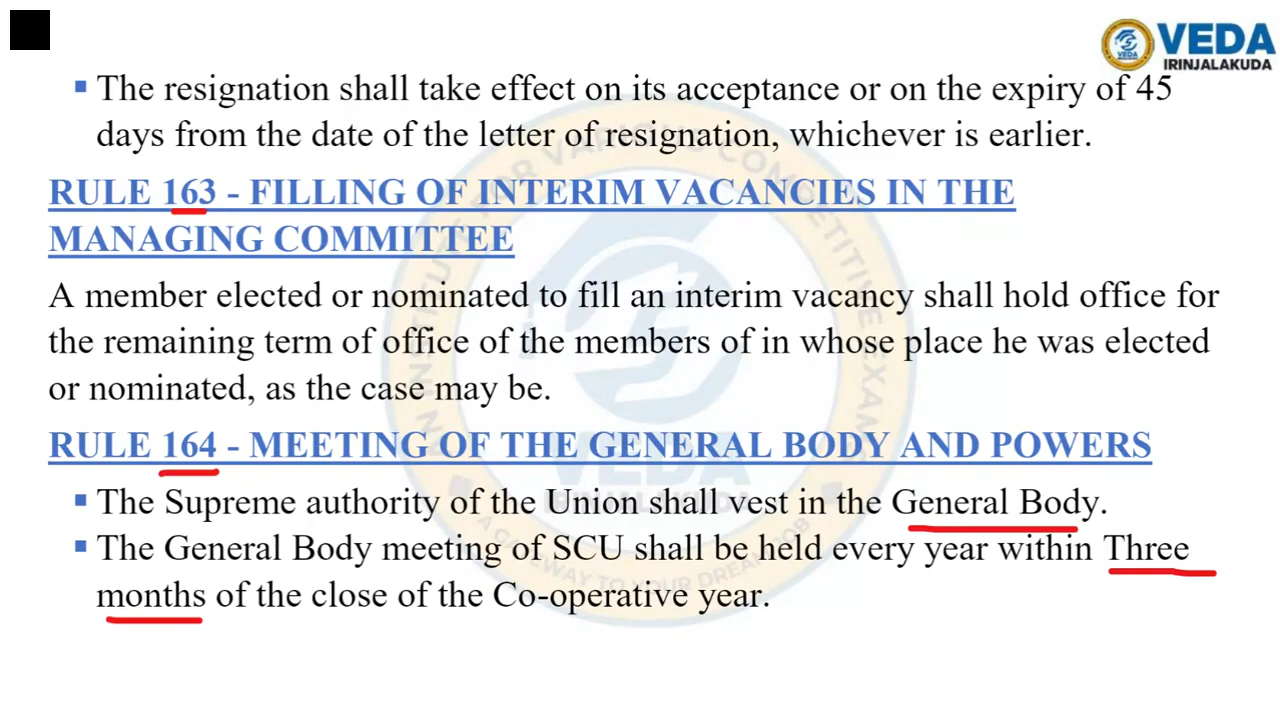 VEDA
IRINJALAKUDA
▪ The resignation shall take effect on its acceptance or on the expiry of 45
days from the date of the letter of resignation, whichever is earlier.
RULE 163 - FILLING OF INTERIM VACANCIES IN THE
MANAGING COMMITTEE
A member elected or nominated to fill an interim vacancy shall hold office for
the remaining term of office of the members of in whose place he was elected
or nominated, as the case may be.
RULE 164 - MEETING OF THE GENERAL BODY AND POWERS
▪ The Supreme authority of the Union shall vest in the General Body.
▪ The General Body meeting of SCU shall be held every year within Three
months of the close of the Co-operative year.